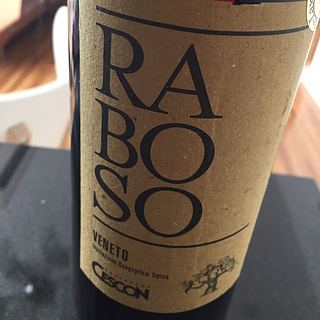 RA
BO
SO
VENETO
Indicazione Geografica Tipica
CESCON